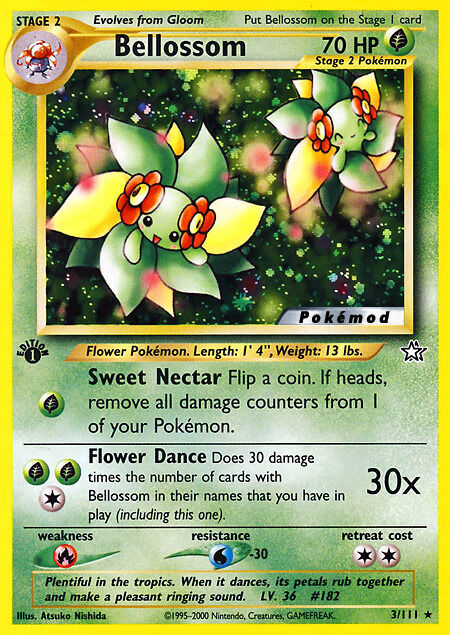 STAGE 2 Evolves from Gloom Put Bellossom on the Stage 1 card
Bellossom 70 HP
Stage 2 Pokémon
Pokémod
EDITION
1
Flower Pokémon. Length: 1' 4", Weight: 13 lbs.
Sweet Nectar Flip a coin. If heads,
remove all damage counters from 1
of your Pokémon.
Flower Dance Does 30 damage
times the number of cards with
Bellossom in their names that you have in
play (including this one).
30x
weakness resistance retreat cost
-30
Plentiful in the tropics. When it dances, its petals rub together
and make a pleasant ringing sound. LV. 36 #182
Illus. Atsuko Nishida ©1995-2000 Nintendo, Creatures, GAMEFREAK. 3/111 ★